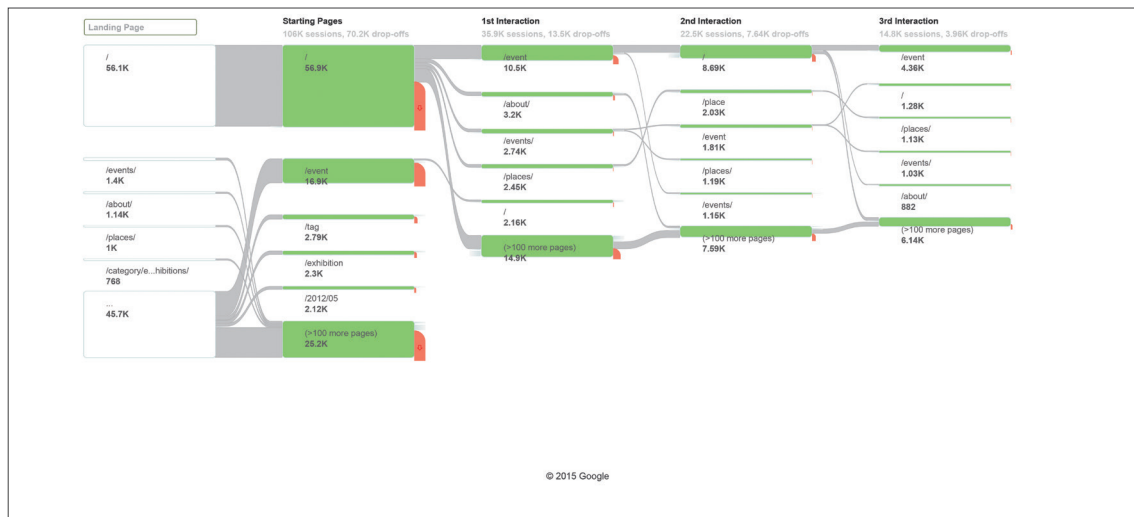 Landing Page
/
56.1K
/events/
1.4K
/about/
1.14K
/places/
1K
/category/e...hibitions/
768
...
45.7K
Starting Pages
106K sessions, 70.2K drop-offs
/
56.9K
/event
16.9K
/tag
2.79K
/exhibition
2.3K
/2012/05
2.12K
(>100 more pages)
25.2K
1st Interaction
35.9K sessions, 13.5K drop-offs
/event
10.5K
/about/
3.2K
/events/
2.74K
/places/
2.45K
/
2.16K
(>100 more pages)
14.9K
2nd Interaction
22.5K sessions, 7.64K drop-offs
/
8.69K
/place
2.03K
/event
1.81K
/places/
1.19K
/events/
1.15K
(>100 more pages)
7.59K
3rd Interaction
14.8K sessions, 3.96K drop-offs
/event
4.36K
/
1.28K
/places/
1.13K
/events/
1.03K
/about/
882
(>100 more pages)
6.14K
© 2015 Google